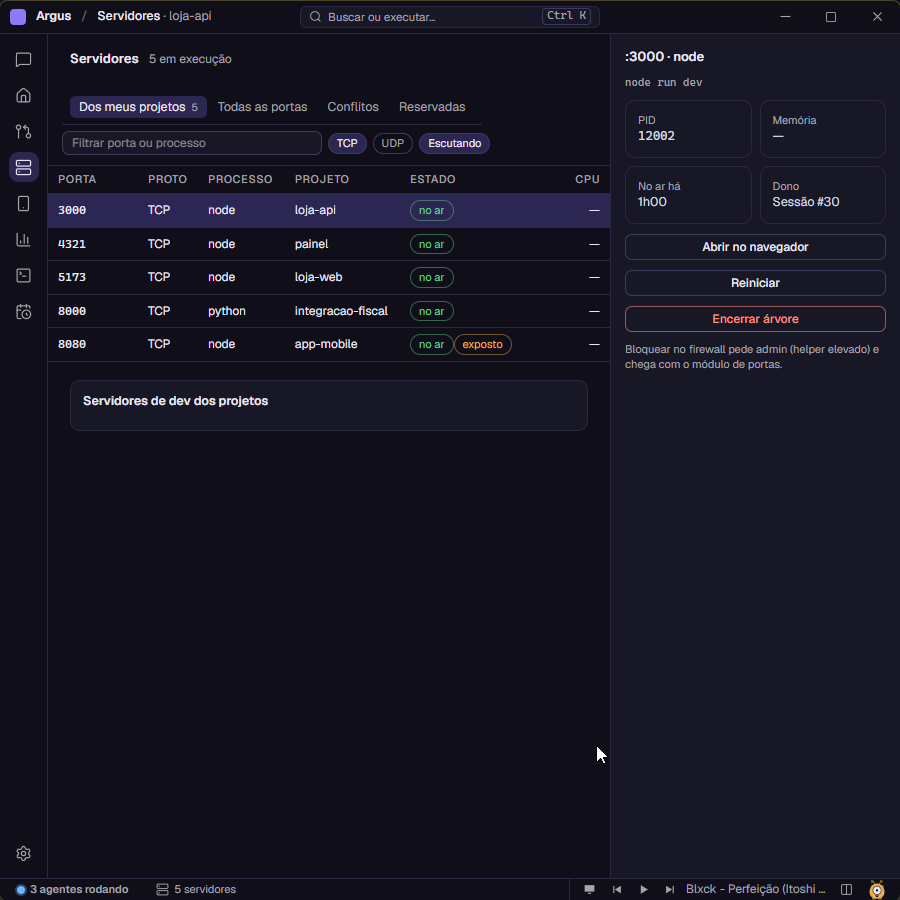 Argus / Servidores · loja-api
Buscar ou executar... Ctrl K
Servidores 5 em execução
Dos meus projetos 5 Todas as portas Conflitos Reservadas
Filtrar porta ou processo TCP UDP Escutando
PORTA PROTO PROCESSO PROJETO ESTADO CPU
3000 TCP node loja-api no ar —
4321 TCP node painel no ar —
5173 TCP node loja-web no ar —
8000 TCP python integracao-fiscal no ar —
8080 TCP node app-mobile no ar exposto —
Servidores de dev dos projetos
:3000 · node
node run dev
PID
12002
Memória
—
No ar há
1h00
Dono
Sessão #30
Abrir no navegador
Reiniciar
Encerrar árvore
Bloquear no firewall pede admin (helper elevado) e
chega com o módulo de portas.
3 agentes rodando 5 servidores
Blxck - Perfeição (Itoshi ...